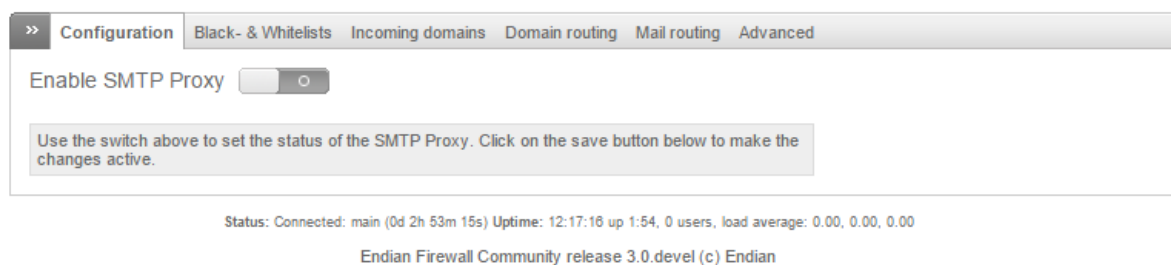 » Configuration Black- & Whitelists Incoming domains Domain routing Mail routing Advanced
Enable SMTP Proxy
Use the switch above to set the status of the SMTP Proxy. Click on the save button below to make the
changes active.
Status: Connected: main (0d 2h 53m 15s) Uptime: 12:17:16 up 1:54, 0 users, load average: 0.00, 0.00, 0.00
Endian Firewall Community release 3.0.devel (c) Endian